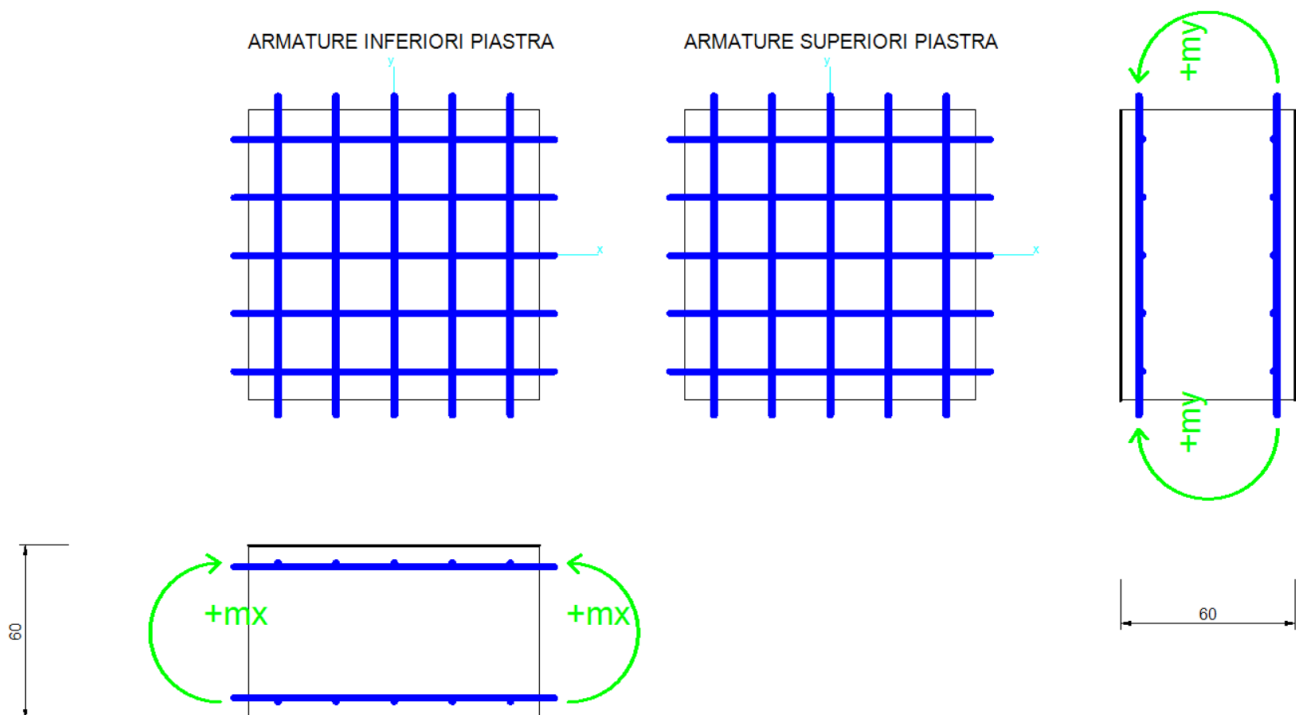 ARMATURE INFERIORI PIASTRA
ARMATURE SUPERIORI PIASTRA
y
y
x
x
+my
+my
+mx
+mx
60
60